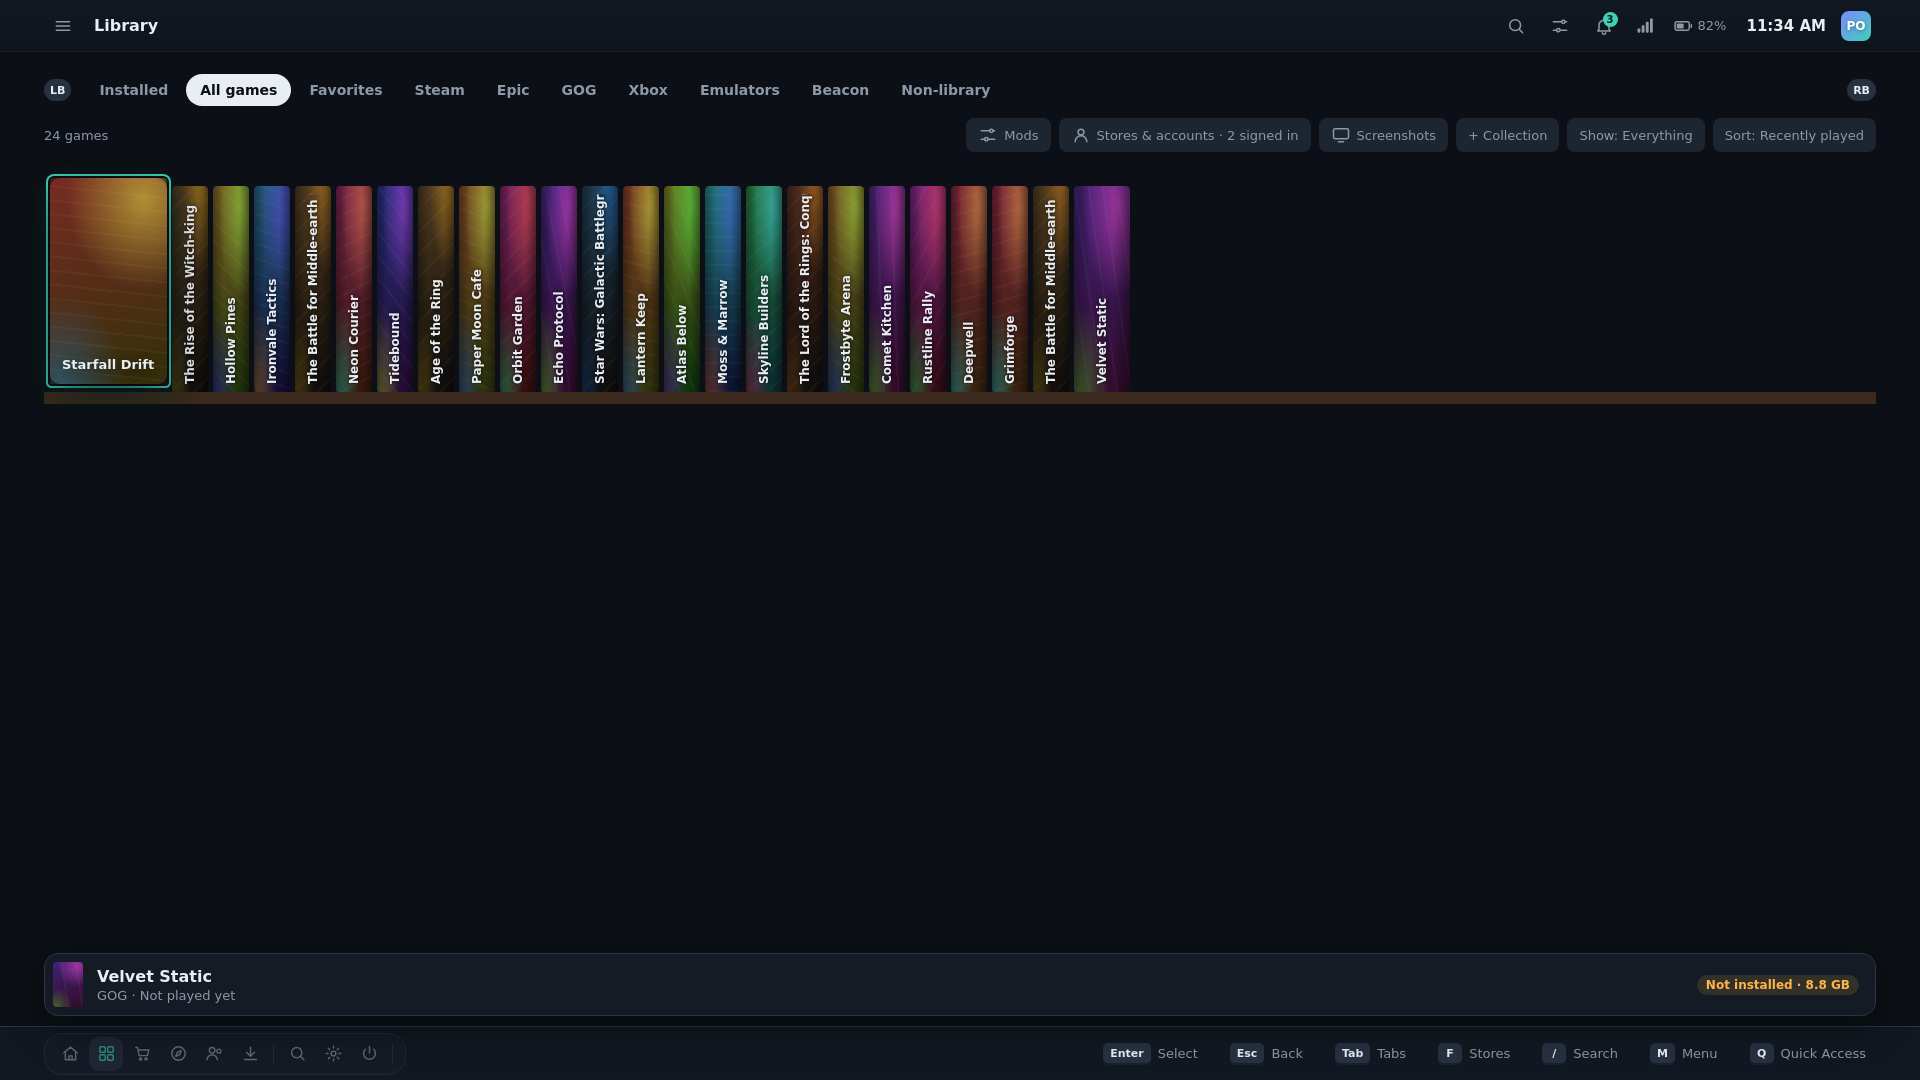 Library
3
82%
11:34 AM
PO
LB
Installed
All games
Favorites
Steam
Epic
GOG
Xbox
Emulators
Beacon
Non-library
RB
24 games
Mods
Stores & accounts · 2 signed in
Screenshots
+ Collection
Show: Everything
Sort: Recently played
Starfall Drift
The Rise of the Witch-king
Hollow Pines
Ironvale Tactics
The Battle for Middle-earth
Neon Courier
Tidebound
Age of the Ring
Paper Moon Cafe
Orbit Garden
Echo Protocol
Star Wars: Galactic Battlegr
Lantern Keep
Atlas Below
Moss & Marrow
Skyline Builders
The Lord of the Rings: Conq
Frostbyte Arena
Comet Kitchen
Rustline Rally
Deepwell
Grimforge
The Battle for Middle-earth
Velvet Static
Velvet Static
GOG · Not played yet
Not installed · 8.8 GB
Enter Select
Esc Back
Tab Tabs
F Stores
/ Search
M Menu
Q Quick Access